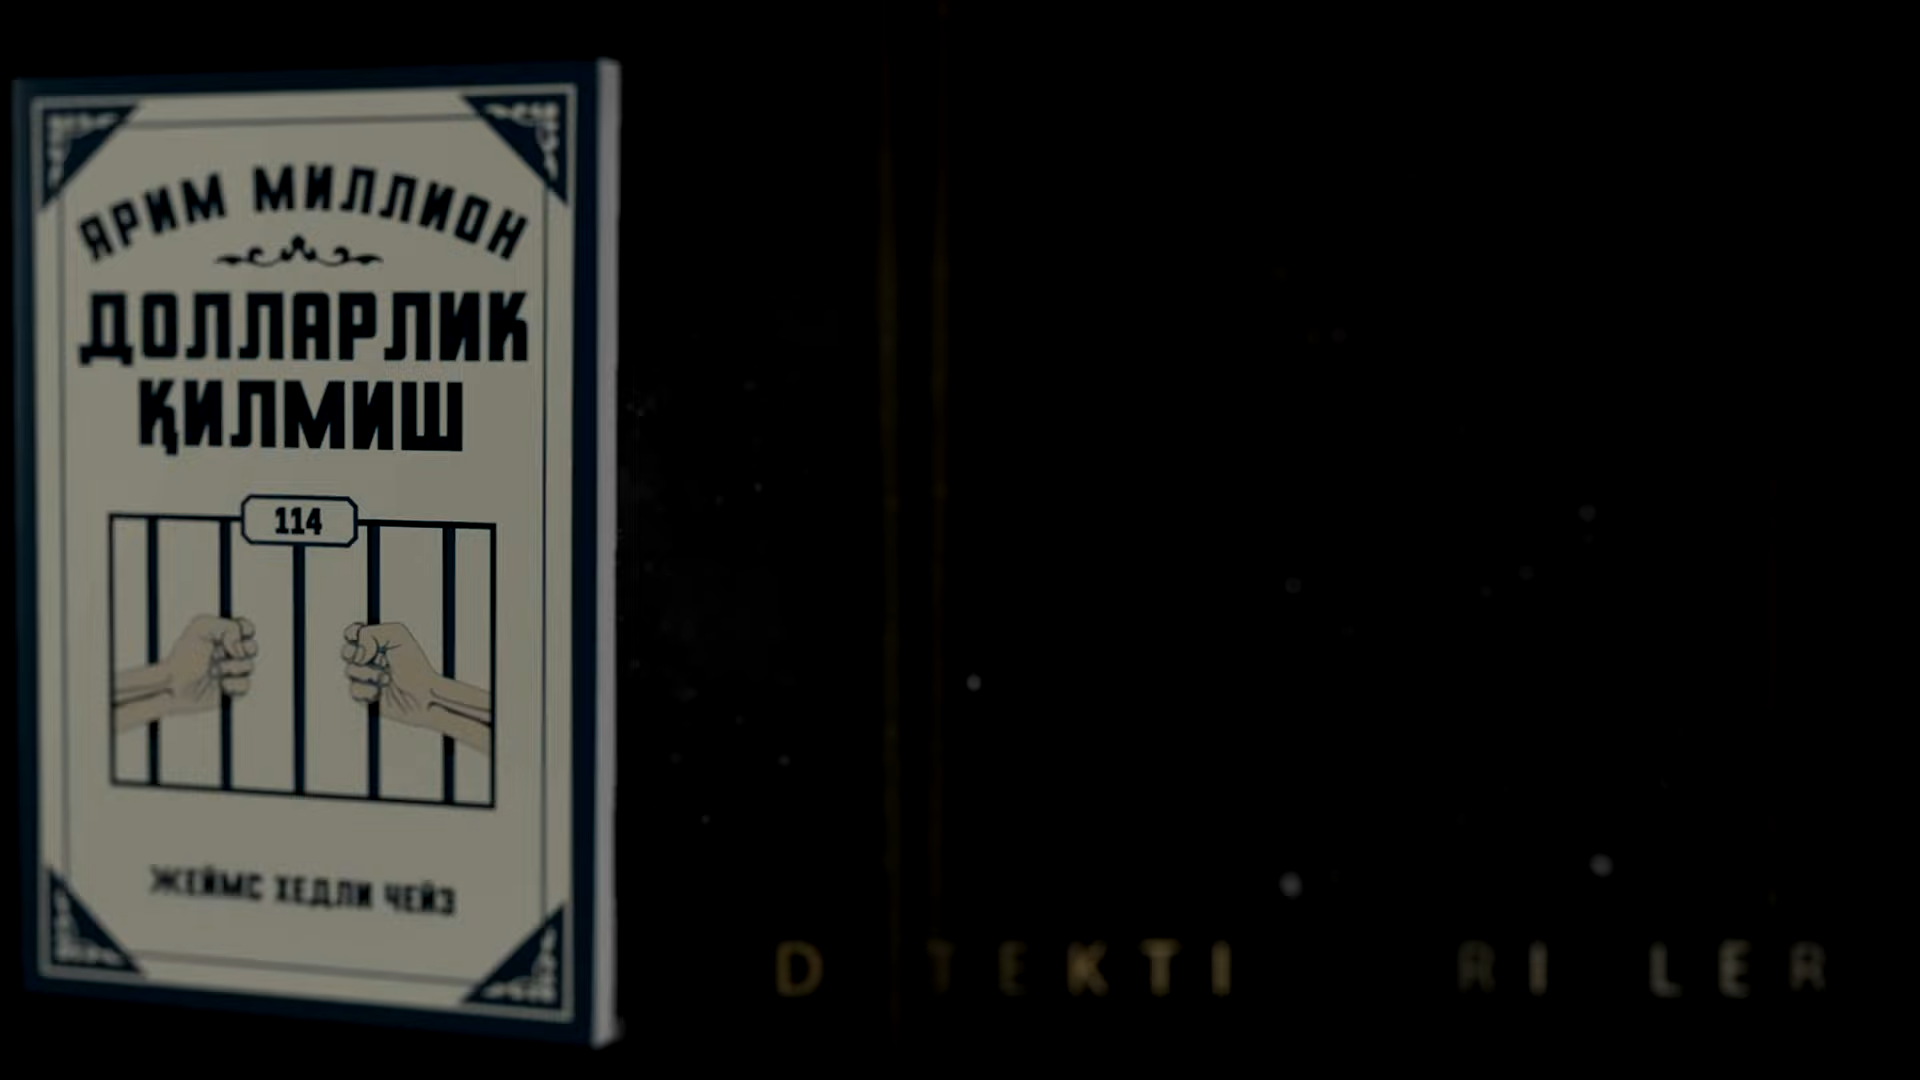 ЯРИМ МИЛЛИОН
ДОЛЛАРЛИК
ҚИЛМИШ
114
ЖЕЙМС ХЕДЛИ ЧЕЙЗ